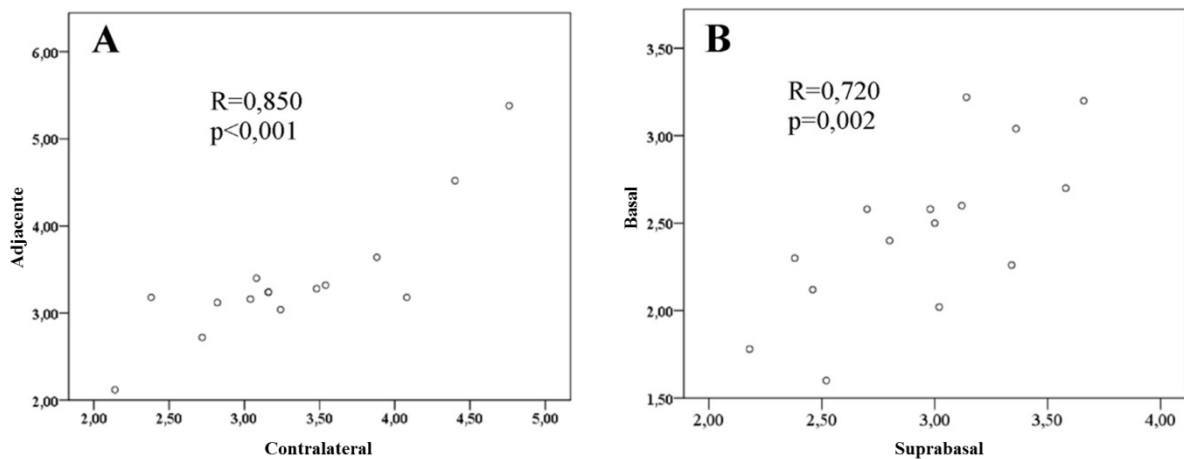 A
R=0,850
p<0,001
6,00
5,00
4,00
3,00
2,00
Adjacente
2,00 2,50 3,00 3,50 4,00 4,50 5,00
Contralateral
B
R=0,720
p=0,002
3,50
3,00
2,50
2,00
1,50
Basal
2,00 2,50 3,00 3,50 4,00
Suprabasal